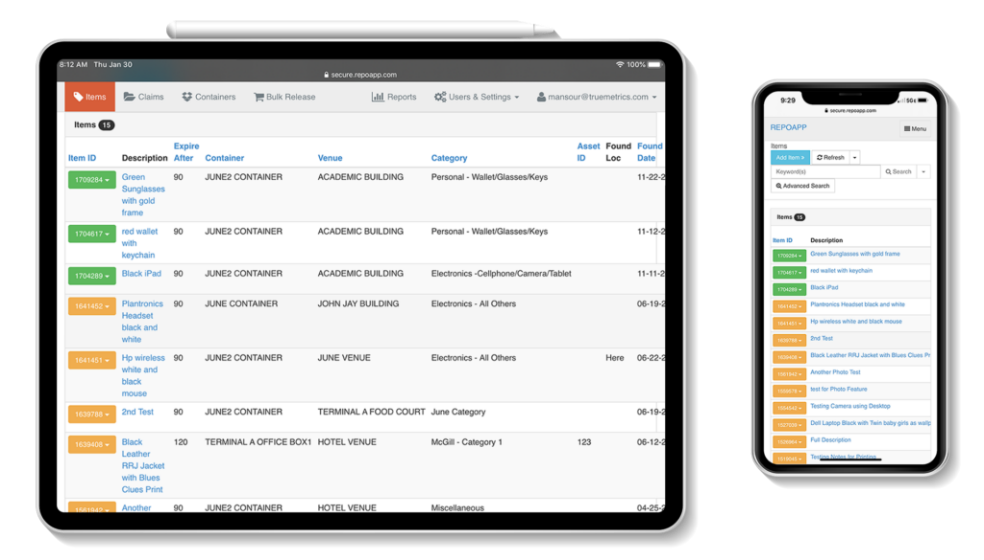 8:12 AM Thu Jan 30
100%
secure.repoapp.com
Items Claims Containers Bulk Release Reports Users & Settings mansour@truemetrics.com
Items 15
Item ID Description Expire After Container Venue Category Asset ID Found Loc Found Date
1709284 Green Sunglasses with gold frame 90 JUNE2 CONTAINER ACADEMIC BUILDING Personal - Wallet/Glasses/Keys 11-22-2
1704617 red wallet with keychain 90 JUNE2 CONTAINER ACADEMIC BUILDING Personal - Wallet/Glasses/Keys 11-12-2
1704289 Black iPad 90 JUNE2 CONTAINER ACADEMIC BUILDING Electronics -Cellphone/Camera/Tablet 11-11-2
1641452 Plantronics Headset black and white 90 JUNE CONTAINER JOHN JAY BUILDING Electronics - All Others 06-19-2
1641451 Hp wireless white and black mouse 90 JUNE2 CONTAINER JUNE VENUE Electronics - All Others Here 06-22-2
1639788 2nd Test 90 JUNE2 CONTAINER TERMINAL A FOOD COURT June Category 06-19-2
1639408 Black Leather RRJ Jacket with Blues Clues Print 120 TERMINAL A OFFICE BOX1 HOTEL VENUE McGill - Category 1 123 06-12-2
1561942 Another 90 JUNE2 CONTAINER HOTEL VENUE Miscellaneous 04-25-2
9:29
secure.repoapp.com
REPOAPP Menu
Items
Add Item Refresh
Keyword(s) Search
Advanced Search
Items 15
Item ID Description
1709284 Green Sunglasses with gold frame
1704617 red wallet with keychain
1704289 Black iPad
1641452 Plantronics Headset black and white
1641451 Hp wireless white and black mouse
1639788 2nd Test
1639408 Black Leather RRJ Jacket with Blues Clues Pr
1561942 Another Photo Test
test for Photo Feature
Testing Camera using Desktop
Dell Laptop Black with Twin baby girls as wallp
Full Description
Testing Notes for Printing